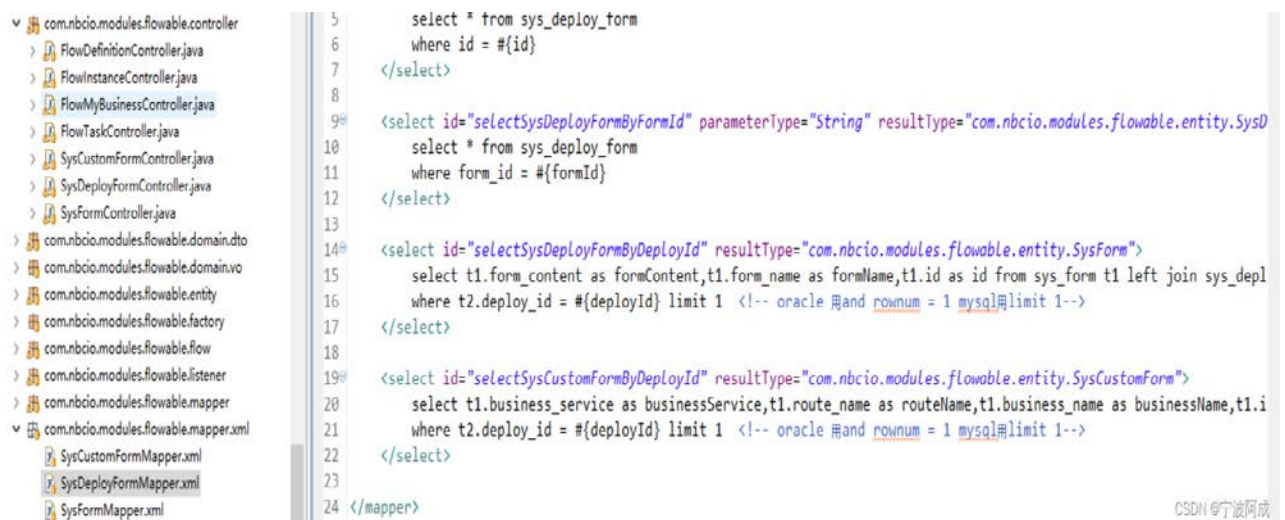 com.nbcio.modules.flowable.controller
FlowDefinitionController.java
FlowInstanceController.java
FlowMyBusinessController.java
FlowTaskController.java
SysCustomFormController.java
SysDeployFormController.java
SysFormController.java
com.nbcio.modules.flowable.domain.dto
com.nbcio.modules.flowable.domain.vo
com.nbcio.modules.flowable.entity
com.nbcio.modules.flowable.factory
com.nbcio.modules.flowable.flow
com.nbcio.modules.flowable.listener
com.nbcio.modules.flowable.mapper
com.nbcio.modules.flowable.mapper.xml
SysCustomFormMapper.xml
SysDeployFormMapper.xml
SysFormMapper.xml
5 select * from sys_deploy_form
6 where id = #{id}
7 </select>
8
9 <select id="selectSysDeployFormByFormId" parameterType="String" resultType="com.nbcio.modules.flowable.entity.SysD
10 select * from sys_deploy_form
11 where form_id = #{formId}
12 </select>
13
14 <select id="selectSysDeployFormByDeployId" resultType="com.nbcio.modules.flowable.entity.SysForm">
15 select t1.form_content as formContent,t1.form_name as formName,t1.id as id from sys_form t1 left join sys_depl
16 where t2.deploy_id = #{deployId} limit 1 <!-- oracle 用and rownum = 1 mysql用limit 1-->
17 </select>
18
19 <select id="selectSysCustomFormByDeployId" resultType="com.nbcio.modules.flowable.entity.SysCustomForm">
20 select t1.business_service as businessService,t1.route_name as routeName,t1.business_name as businessName,t1.i
21 where t2.deploy_id = #{deployId} limit 1 <!-- oracle 用and rownum = 1 mysql用limit 1-->
22 </select>
23
24 </mapper>
CSDN @宁波阿成